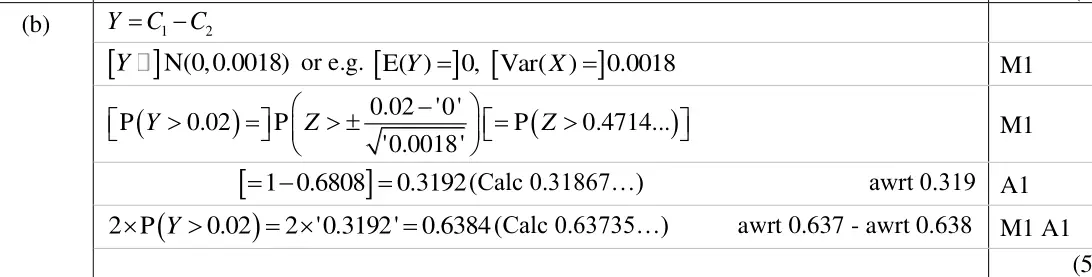 (b) Y = C₁ − C₂
[Y □] N(0, 0.0018) or e.g. [E(Y) =] 0, [Var(X) =] 0.0018 M1
[P(Y > 0.02) =] P(Z > ± (0.02 − '0') / √'0.0018') [= P(Z > 0.4714...)] M1
[= 1 − 0.6808] = 0.3192 (Calc 0.31867…) awrt 0.319 A1
2 × P(Y > 0.02) = 2 × '0.3192' = 0.6384 (Calc 0.63735…) awrt 0.637 - awrt 0.638 M1 A1
(5